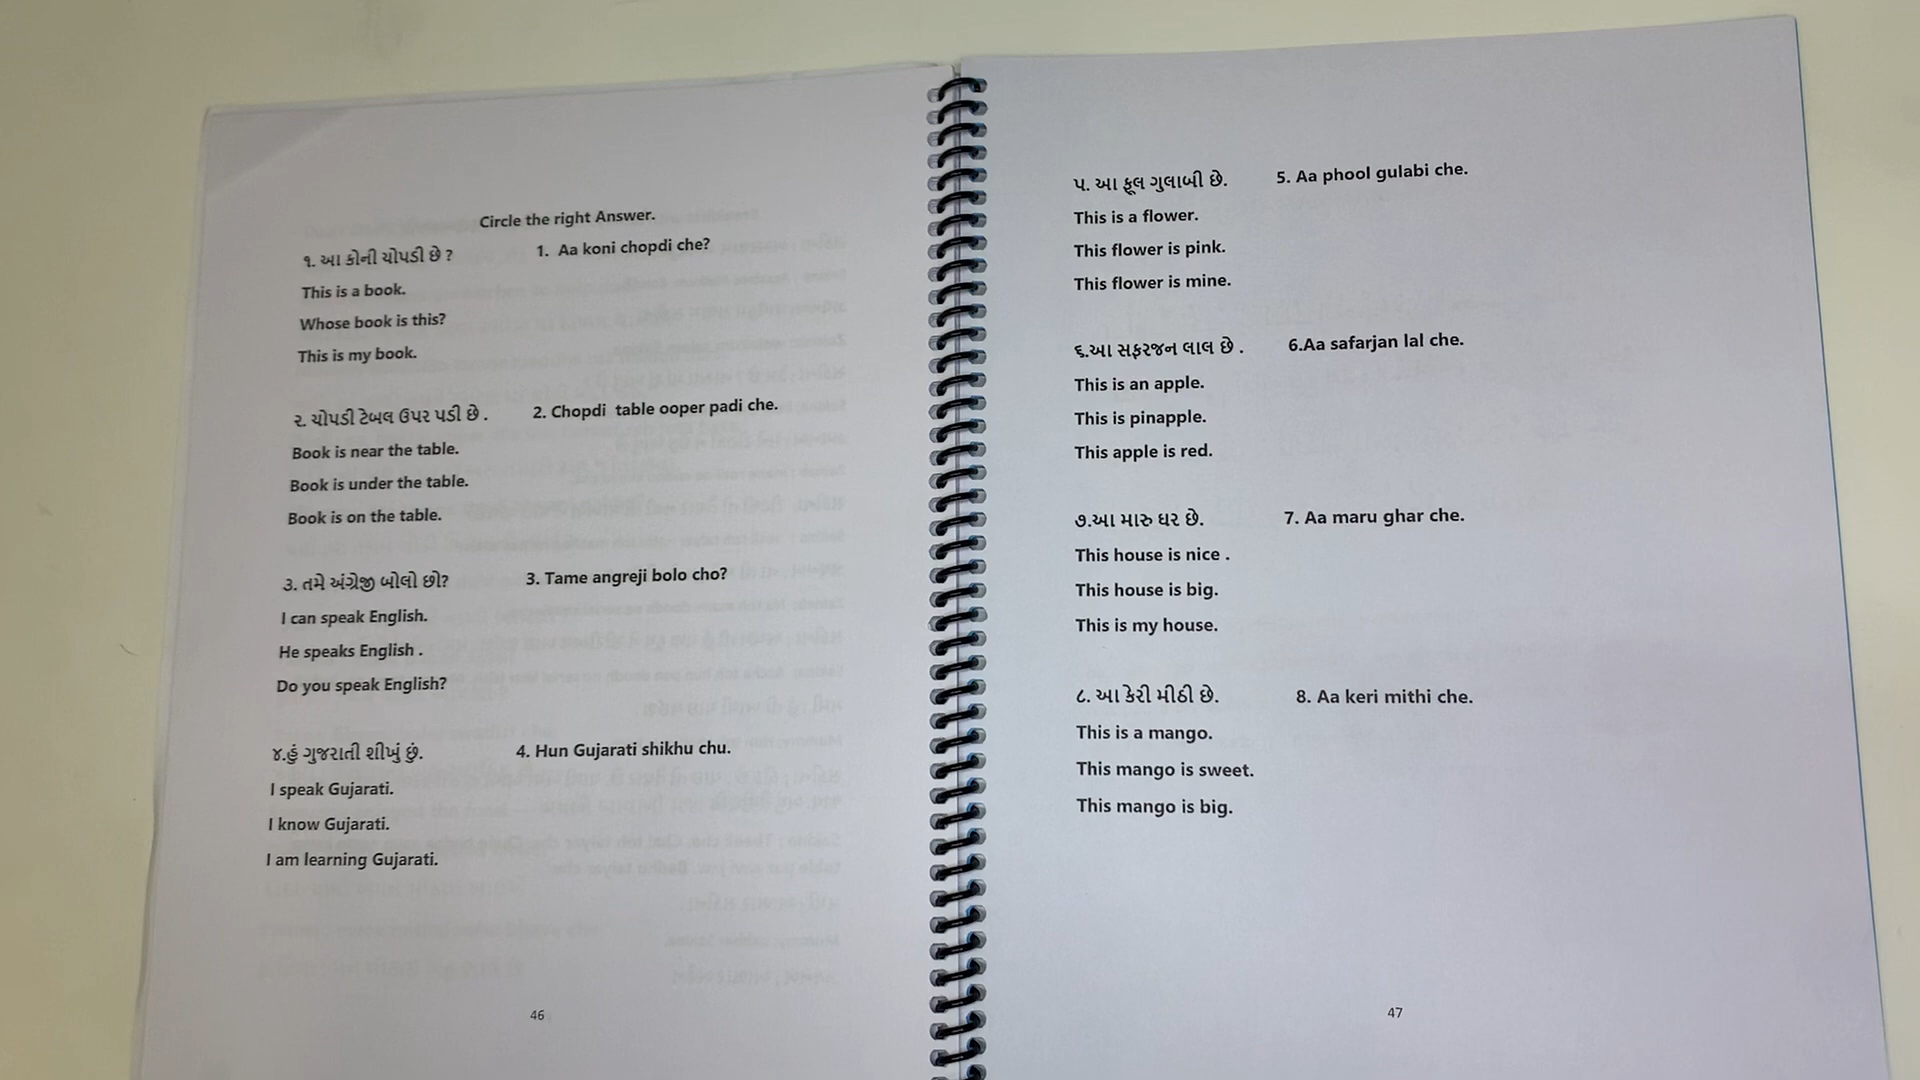 Circle the right Answer.
૧. આ કોની ચોપડી છે ? 1. Aa koni chopdi che?
This is a book.
Whose book is this?
This is my book.
૨. ચોપડી ટેબલ ઉપર પડી છે . 2. Chopdi table ooper padi che.
Book is near the table.
Book is under the table.
Book is on the table.
૩. તમે અંગ્રેજી બોલો છો? 3. Tame angreji bolo cho?
I can speak English.
He speaks English .
Do you speak English?
૪.હું ગુજરાતી શીખું છું. 4. Hun Gujarati shikhu chu.
I speak Gujarati.
I know Gujarati.
I am learning Gujarati.
46
૫. આ ફૂલ ગુલાબી છે. 5. Aa phool gulabi che.
This is a flower.
This flower is pink.
This flower is mine.
૬.આ સફરજન લાલ છે . 6.Aa safarjan lal che.
This is an apple.
This is pinapple.
This apple is red.
૭.આ મારુ ઘર છે. 7. Aa maru ghar che.
This house is nice .
This house is big.
This is my house.
૮. આ કેરી મીઠી છે. 8. Aa keri mithi che.
This is a mango.
This mango is sweet.
This mango is big.
47